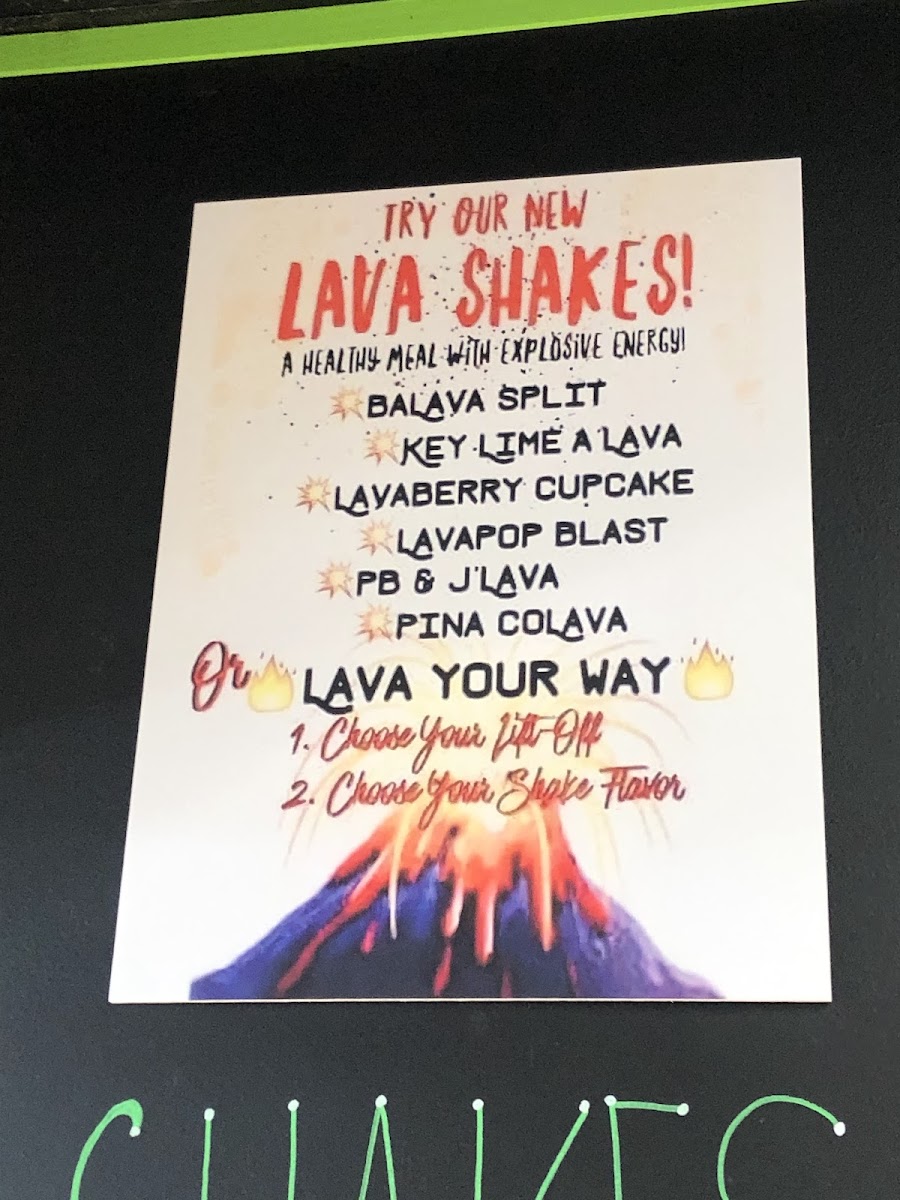 TRY OUR NEW
LAVA SHAKES!
A HEALTHY MEAL WITH EXPLOSIVE ENERGY!
BALAVA SPLIT
KEY LIME A LAVA
LAVABERRY CUPCAKE
LAVAPOP BLAST
PB & J'LAVA
PINA COLAVA
Or LAVA YOUR WAY
1. Choose Your Lift-Off
2. Choose Your Shake Flavor
SHAKES